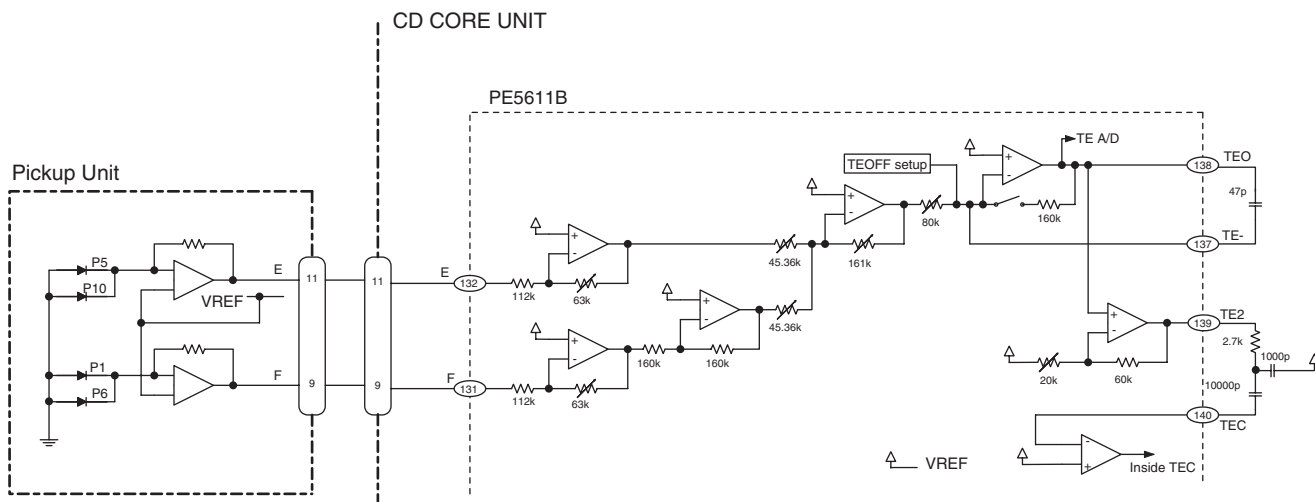 CD CORE UNIT
PE5611B
Pickup Unit
TEOFF setup
TE A/D
138
TEO
47p
80k
160k
137
TE-
P5
P10
VREF
E
11
11
E
132
112k
63k
45.36k
161k
45.36k
P1
P6
F
9
9
F
131
112k
63k
160k
160k
20k
60k
139
TE2
2.7k
1000p
10000p
140
TEC
VREF
Inside TEC
+
-
+
-
+
-
+
-
+
-
+
-
-
+